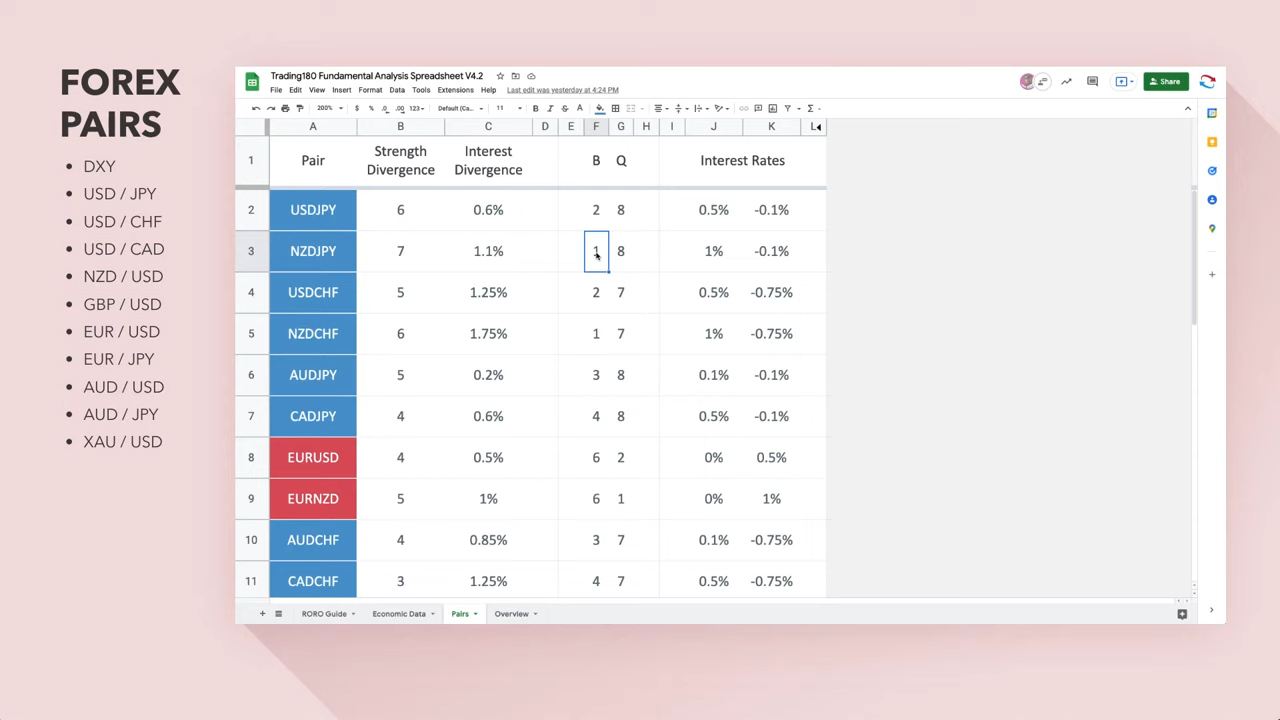 FOREX
PAIRS
• DXY
• USD / JPY
• USD / CHF
• USD / CAD
• NZD / USD
• GBP / USD
• EUR / USD
• EUR / JPY
• AUD / USD
• AUD / JPY
• XAU / USD
Trading180 Fundamental Analysis Spreadsheet V4.2
File Edit View Insert Format Data Tools Extensions Help Last edit was yesterday at 4:24 PM
Share
200% $ % .0 .00 123 Default (Ca... 11 B I S A
A B C D E F G H I J K L
1 Pair Strength Divergence Interest Divergence B Q Interest Rates
2 USDJPY 6 0.6% 2 8 0.5% -0.1%
3 NZDJPY 7 1.1% 1 8 1% -0.1%
4 USDCHF 5 1.25% 2 7 0.5% -0.75%
5 NZDCHF 6 1.75% 1 7 1% -0.75%
6 AUDJPY 5 0.2% 3 8 0.1% -0.1%
7 CADJPY 4 0.6% 4 8 0.5% -0.1%
8 EURUSD 4 0.5% 6 2 0% 0.5%
9 EURNZD 5 1% 6 1 0% 1%
10 AUDCHF 4 0.85% 3 7 0.1% -0.75%
11 CADCHF 3 1.25% 4 7 0.5% -0.75%
RORO Guide Economic Data Pairs Overview